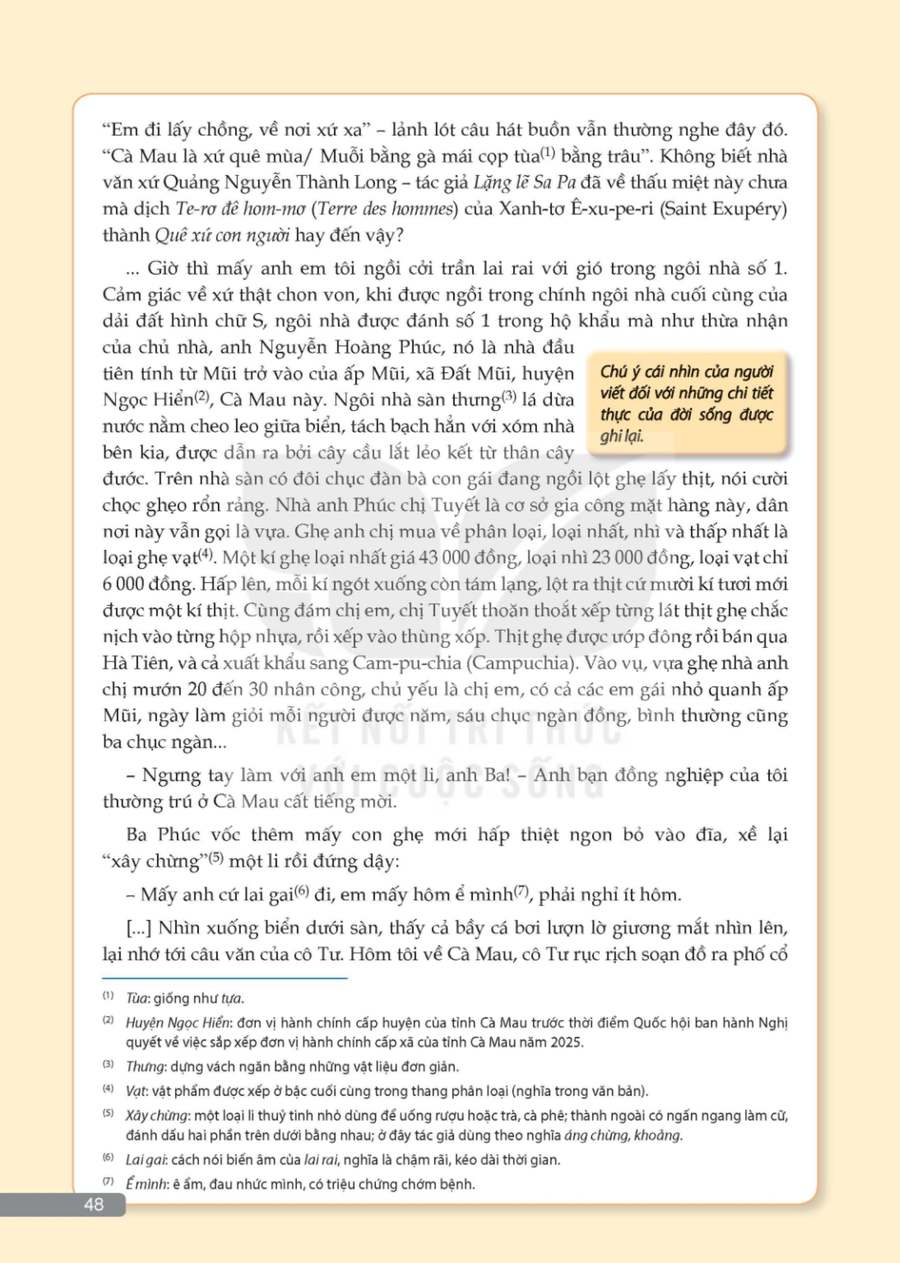 “Em đi lấy chồng, về nơi xứ xa” – lảnh lót câu hát buồn vẫn thường nghe đây đó.
“Cà Mau là xứ quê mùa/ Muỗi bằng gà mái cọp tùa(1) bằng trâu”. Không biết nhà
văn xứ Quảng Nguyễn Thành Long – tác giả Lặng lẽ Sa Pa đã về thấu miệt này chưa
mà dịch Te-rơ đê hom-mơ (Terre des hommes) của Xanh-tơ Ê-xu-pe-ri (Saint Exupéry)
thành Quê xứ con người hay đến vậy?
... Giờ thì mấy anh em tôi ngồi cởi trần lai rai với gió trong ngôi nhà số 1.
Cảm giác về xứ thật chon von, khi được ngồi trong chính ngôi nhà cuối cùng của
dải đất hình chữ S, ngôi nhà được đánh số 1 trong hộ khẩu mà như thừa nhận
của chủ nhà, anh Nguyễn Hoàng Phúc, nó là nhà đầu
tiên tính từ Mũi trở vào của ấp Mũi, xã Đất Mũi, huyện
Ngọc Hiển(2), Cà Mau này. Ngôi nhà sàn thưng(3) lá dừa
nước nằm cheo leo giữa biển, tách bạch hẳn với xóm nhà
bên kia, được dẫn ra bởi cây cầu lắt lẻo kết từ thân cây
Chú ý cái nhìn của người
viết đối với những chi tiết
thực của đời sống được
ghi lại.
đước. Trên nhà sàn có đôi chục đàn bà con gái đang ngồi lột ghẹ lấy thịt, nói cười
chọc ghẹo rổn rảng. Nhà anh Phúc chị Tuyết là cơ sở gia công mặt hàng này, dân
nơi này vẫn gọi là vựa. Ghẹ anh chị mua về phân loại, loại nhất, nhì và thấp nhất là
loại ghẹ vạt(4). Một kí ghẹ loại nhất giá 43 000 đồng, loại nhì 23 000 đồng, loại vạt chỉ
6 000 đồng. Hấp lên, mỗi kí ngót xuống còn tám lạng, lột ra thịt cứ mười kí tươi mới
được một kí thịt. Cùng đám chị em, chị Tuyết thoăn thoắt xếp từng lát thịt ghẹ chắc
nịch vào từng hộp nhựa, rồi xếp vào thùng xốp. Thịt ghẹ được ướp đông rồi bán qua
Hà Tiên, và cả xuất khẩu sang Cam-pu-chia (Campuchia). Vào vụ, vựa ghẹ nhà anh
chị mướn 20 đến 30 nhân công, chủ yếu là chị em, có cả các em gái nhỏ quanh ấp
Mũi, ngày làm giỏi mỗi người được năm, sáu chục ngàn đồng, bình thường cũng
ba chục ngàn...
KẾT NỐI TRI THỨC
VỚI CUỘC SỐNG
– Ngưng tay làm với anh em một li, anh Ba! – Anh bạn đồng nghiệp của tôi
thường trú ở Cà Mau cất tiếng mời.
Ba Phúc vốc thêm mấy con ghẹ mới hấp thiệt ngon bỏ vào đĩa, xề lại
“xây chừng”(5) một li rồi đứng dậy:
– Mấy anh cứ lai gai(6) đi, em mấy hôm ể mình(7), phải nghỉ ít hôm.
[...] Nhìn xuống biển dưới sàn, thấy cả bầy cá bơi lượn lờ giương mắt nhìn lên,
lại nhớ tới câu văn của cô Tư. Hôm tôi về Cà Mau, cô Tư rục rịch soạn đồ ra phố cổ
(1) Tùa: giống như tựa.
(2) Huyện Ngọc Hiển: đơn vị hành chính cấp huyện của tỉnh Cà Mau trước thời điểm Quốc hội ban hành Nghị
quyết về việc sắp xếp đơn vị hành chính cấp xã của tỉnh Cà Mau năm 2025.
(3) Thưng: dựng vách ngăn bằng những vật liệu đơn giản.
(4) Vạt: vật phẩm được xếp ở bậc cuối cùng trong thang phân loại (nghĩa trong văn bản).
(5) Xây chừng: một loại li thuỷ tinh nhỏ dùng để uống rượu hoặc trà, cà phê; thành ngoài có ngấn ngang làm cữ,
đánh dấu hai phần trên dưới bằng nhau; ở đây tác giả dùng theo nghĩa áng chừng, khoảng.
(6) Lai gai: cách nói biến âm của lai rai, nghĩa là chậm rãi, kéo dài thời gian.
(7) Ể mình: ê ẩm, đau nhức mình, có triệu chứng chớm bệnh.
48